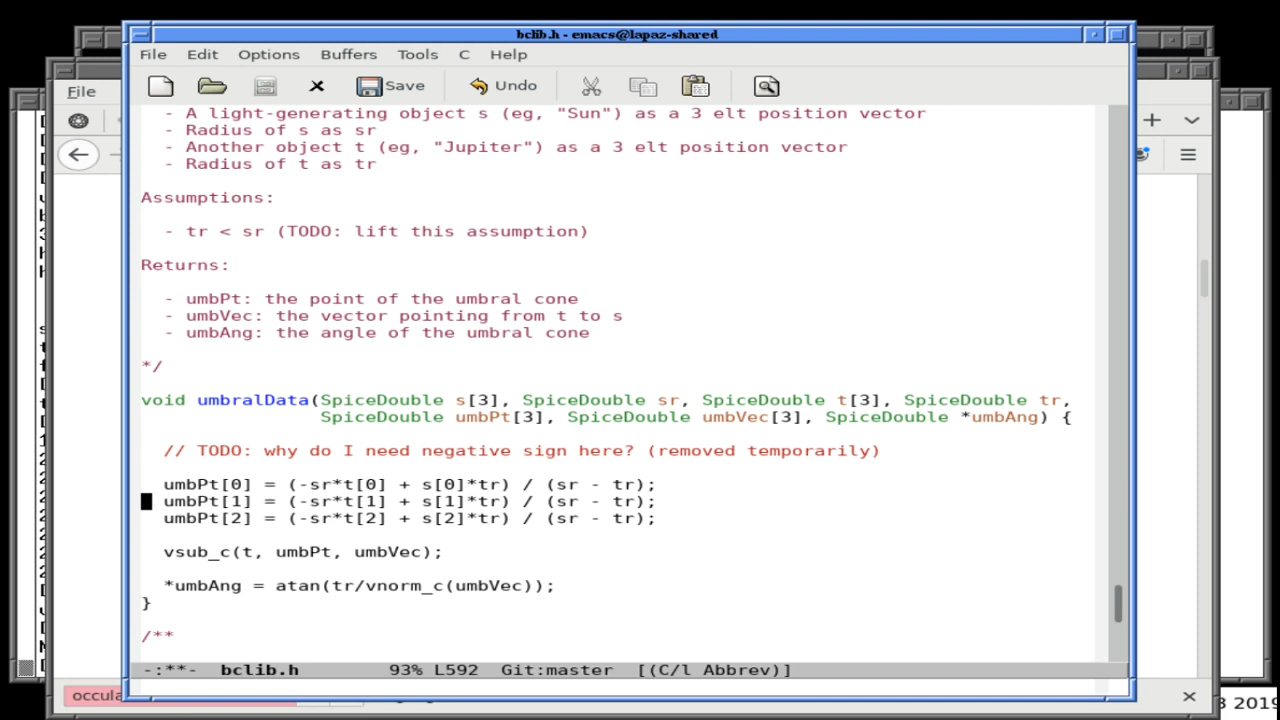 bclib.h - emacs@lapaz-shared
File Edit Options Buffers Tools C Help
Save Undo
File
- A light-generating object s (eg, "Sun") as a 3 elt position vector
- Radius of s as sr
- Another object t (eg, "Jupiter") as a 3 elt position vector
- Radius of t as tr
Assumptions:
- tr < sr (TODO: lift this assumption)
Returns:
- umbPt: the point of the umbral cone
- umbVec: the vector pointing from t to s
- umbAng: the angle of the umbral cone
*/
void umbralData(SpiceDouble s[3], SpiceDouble sr, SpiceDouble t[3], SpiceDouble tr,
SpiceDouble umbPt[3], SpiceDouble umbVec[3], SpiceDouble *umbAng) {
// TODO: why do I need negative sign here? (removed temporarily)
umbPt[0] = (-sr*t[0] + s[0]*tr) / (sr - tr);
umbPt[1] = (-sr*t[1] + s[1]*tr) / (sr - tr);
umbPt[2] = (-sr*t[2] + s[2]*tr) / (sr - tr);
vsub_c(t, umbPt, umbVec);
*umbAng = atan(tr/vnorm_c(umbVec));
}
/**
-:**- bclib.h 93% L592 Git:master [(C/l Abbrev)]
occula
2019